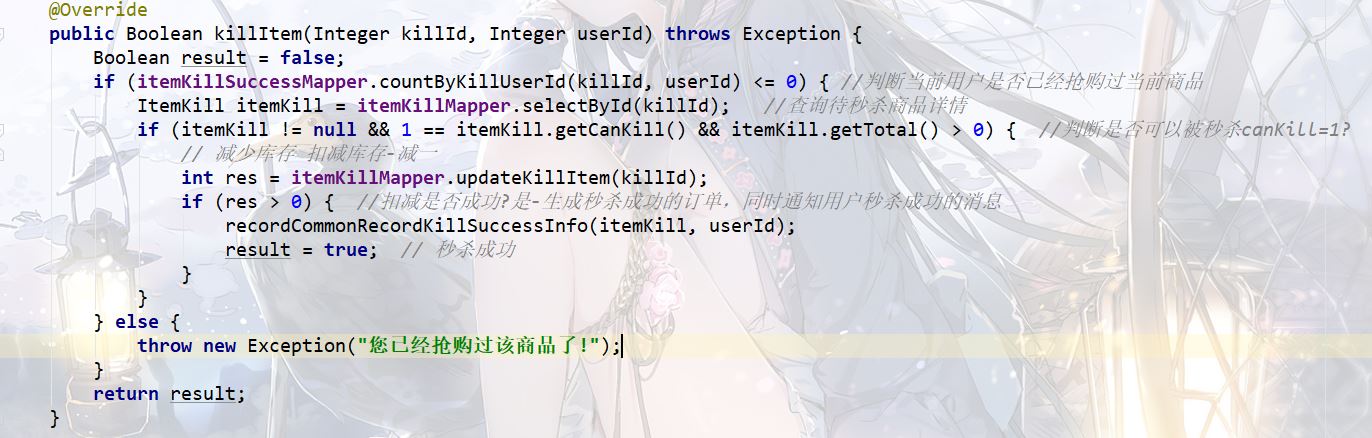 @Override
public Boolean killItem(Integer killId, Integer userId) throws Exception {
Boolean result = false;
if (itemKillSuccessMapper.countByKillUserId(killId, userId) <= 0) { //判断当前用户是否已经抢购过当前商品
ItemKill itemKill = itemKillMapper.selectById(killId); //查询待秒杀商品详情
if (itemKill != null && 1 == itemKill.getCanKill() && itemKill.getTotal() > 0) { //判断是否可以被秒杀canKill=1?
// 减少库存 扣减库存-减一
int res = itemKillMapper.updateKillItem(killId);
if (res > 0) { //扣减是否成功?是-生成秒杀成功的订单，同时通知用户秒杀成功的消息
recordCommonRecordKillSuccessInfo(itemKill, userId);
result = true; // 秒杀成功
}
}
} else {
throw new Exception("您已经抢购过该商品了!");
}
return result;
}